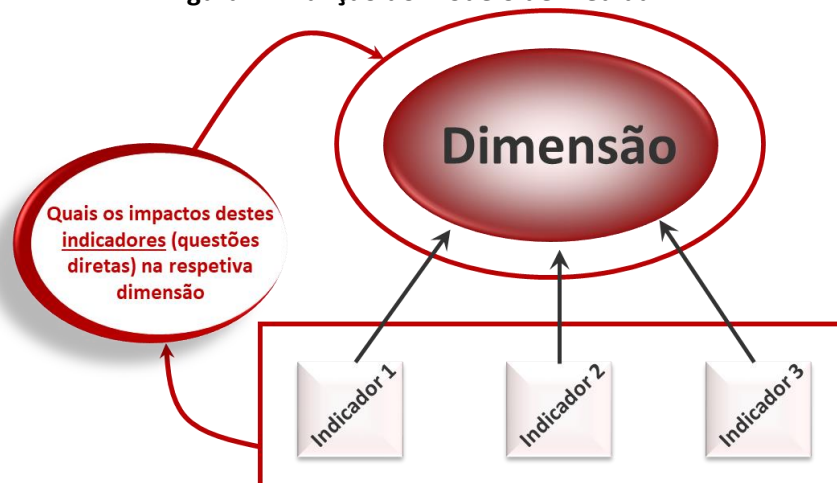 Dimensão
Quais os impactos destes
indicadores (questões
diretas) na respetiva
dimensão
Indicador 1
Indicador 2
Indicador 3